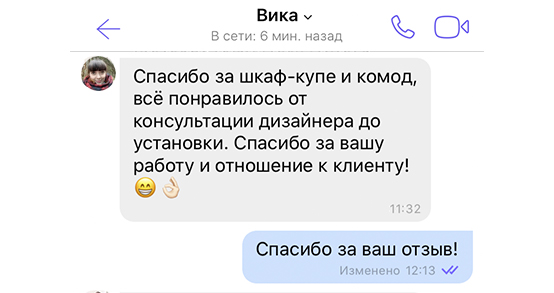 Вика
В сети: 6 мин. назад
Спасибо за шкаф-купе и комод,
всё понравилось от
консультации дизайнера до
установки. Спасибо за вашу
работу и отношение к клиенту!
😁👌🏻
11:32
Спасибо за ваш отзыв!
Изменено 12:13